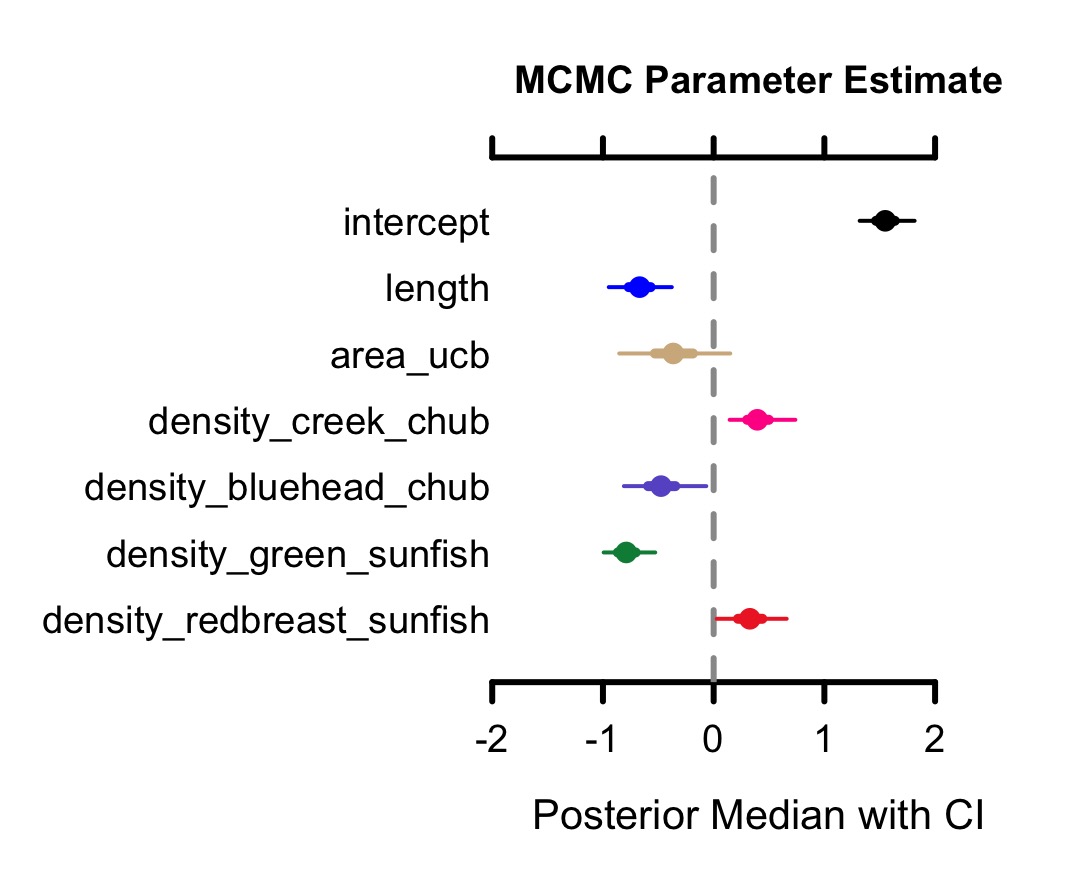 MCMC Parameter Estimate
intercept
length
area_ucb
density_creek_chub
density_bluehead_chub
density_green_sunfish
density_redbreast_sunfish
-2 -1 0 1 2
Posterior Median with CI